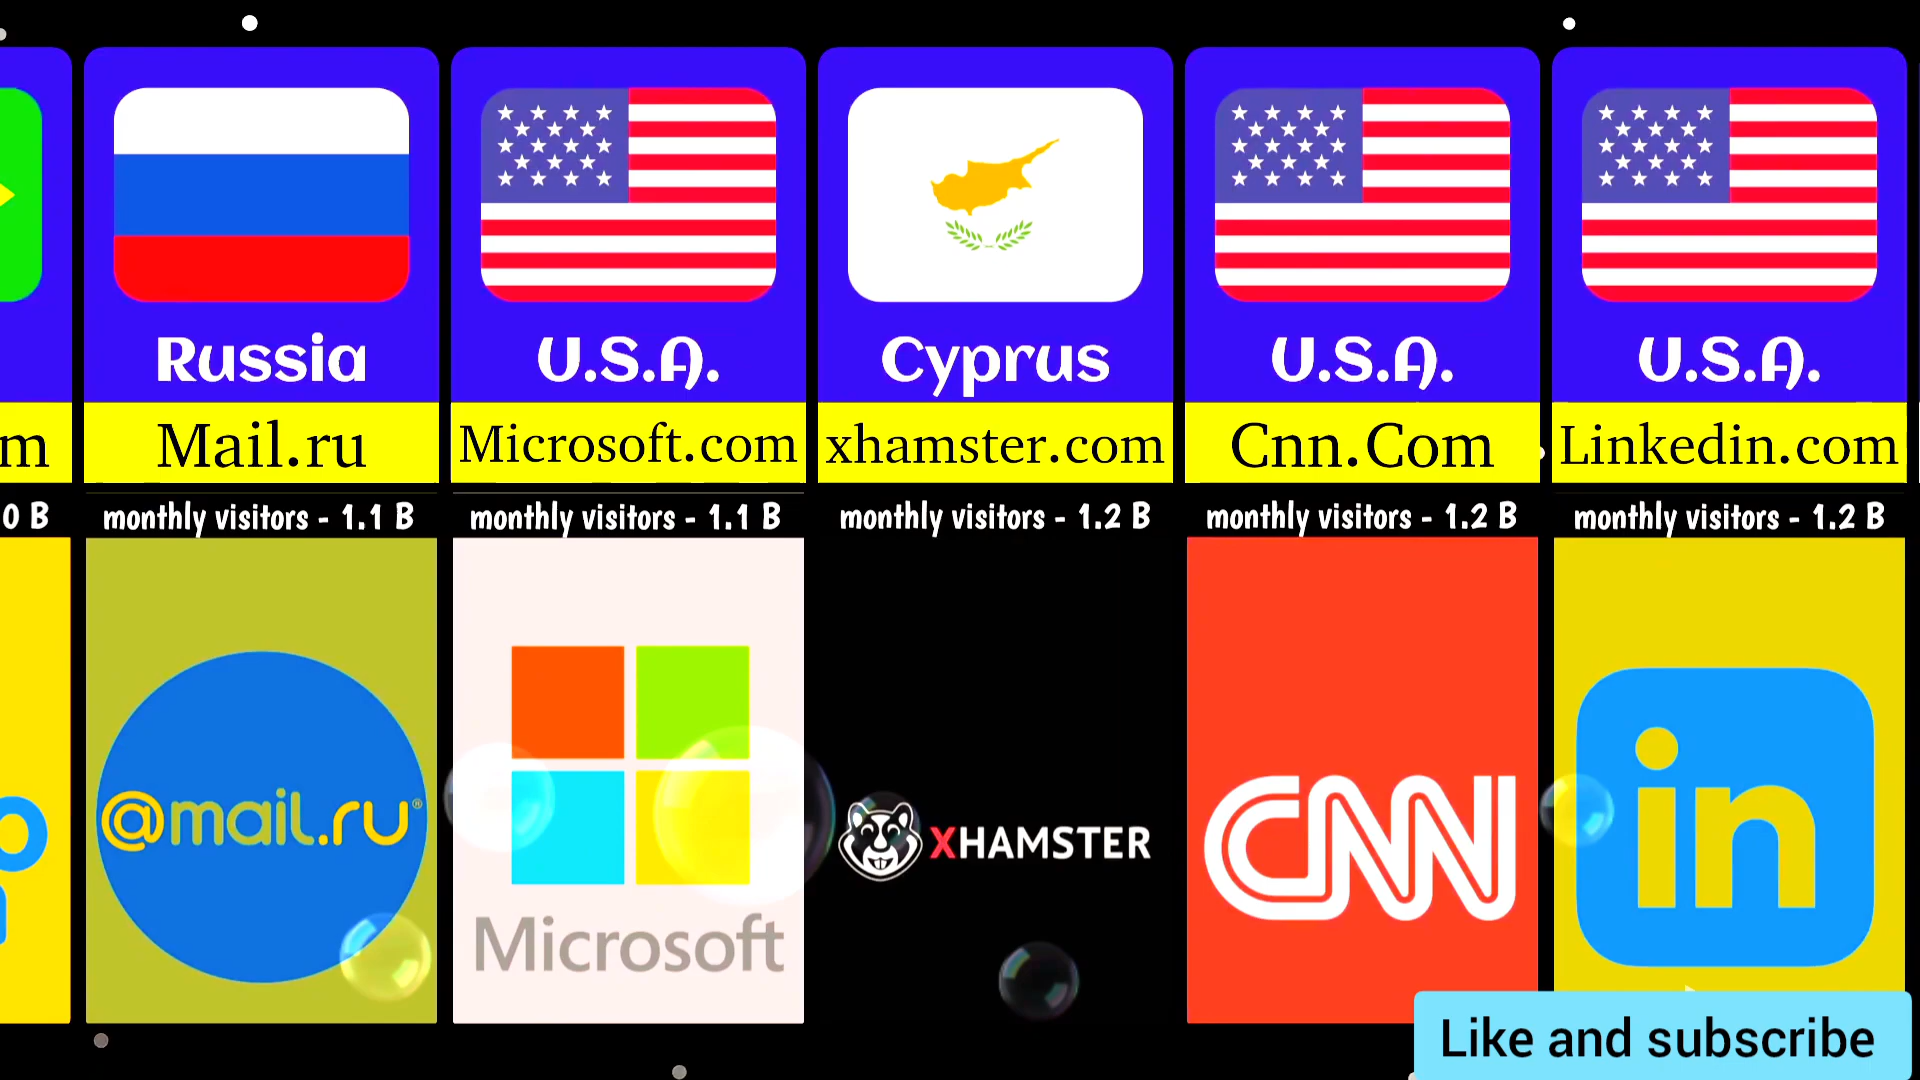 Russia
U.S.A.
Cyprus
U.S.A.
U.S.A.
m
Mail.ru
Microsoft.com
xhamster.com
Cnn.Com
Linkedin.com
0 B
monthly visitors - 1.1 B
monthly visitors - 1.1 B
monthly visitors - 1.2 B
monthly visitors - 1.2 B
monthly visitors - 1.2 B
@mail.ru®
Microsoft
XHAMSTER
CNN
in
Like and subscribe